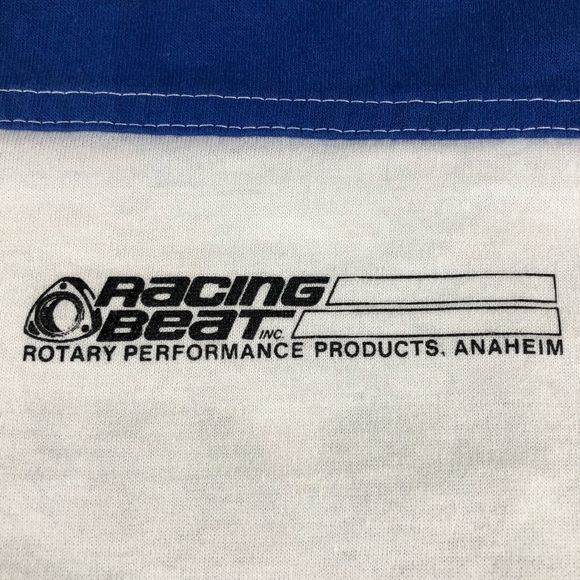 RACING
BEAT INC.
ROTARY PERFORMANCE PRODUCTS, ANAHEIM